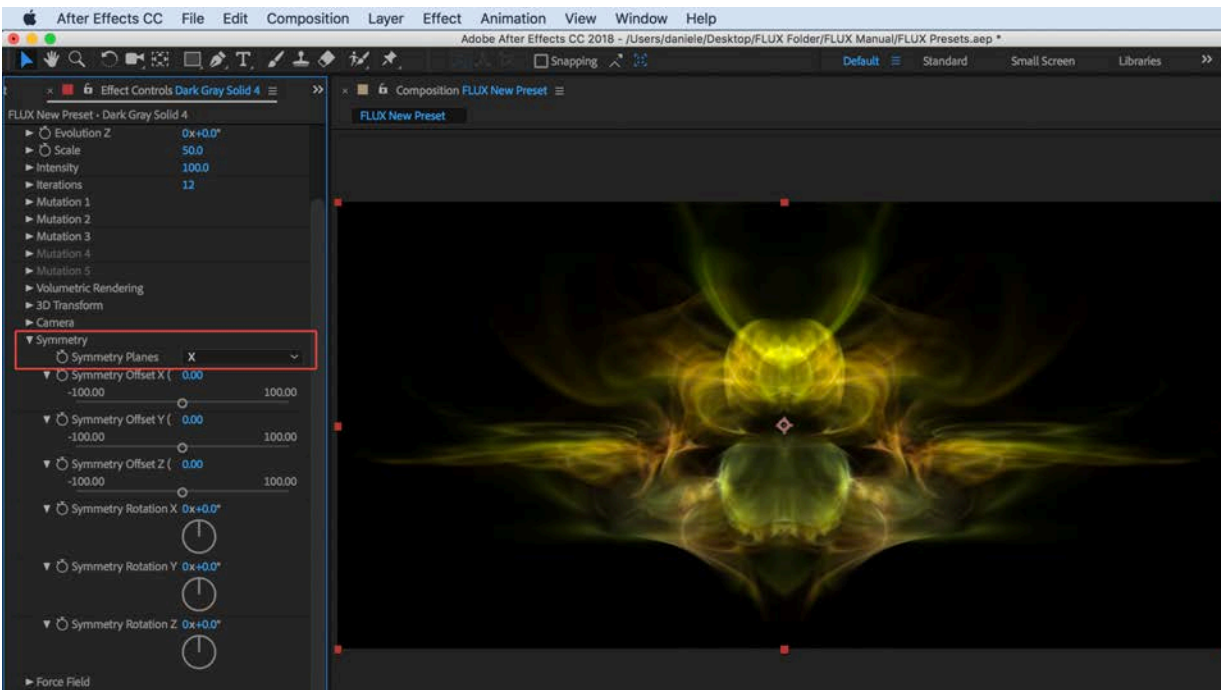 After Effects CC File Edit Composition Layer Effect Animation View Window Help
Adobe After Effects CC 2018 - /Users/daniele/Desktop/FLUX Folder/FLUX Manual/FLUX Presets.aep *
Snapping Default Standard Small Screen Libraries »
t × Effect Controls Dark Gray Solid 4 » × Composition FLUX New Preset
FLUX New Preset • Dark Gray Solid 4
FLUX New Preset
Evolution Z 0x+0.0°
Scale 50.0
Intensity 100.0
Iterations 12
Mutation 1
Mutation 2
Mutation 3
Mutation 4
Mutation 5
Volumetric Rendering
3D Transform
Camera
Symmetry
Symmetry Planes X
Symmetry Offset X ( 0.00
-100.00 100.00
Symmetry Offset Y ( 0.00
-100.00 100.00
Symmetry Offset Z ( 0.00
-100.00 100.00
Symmetry Rotation X 0x+0.0°
Symmetry Rotation Y 0x+0.0°
Symmetry Rotation Z 0x+0.0°
Force Field